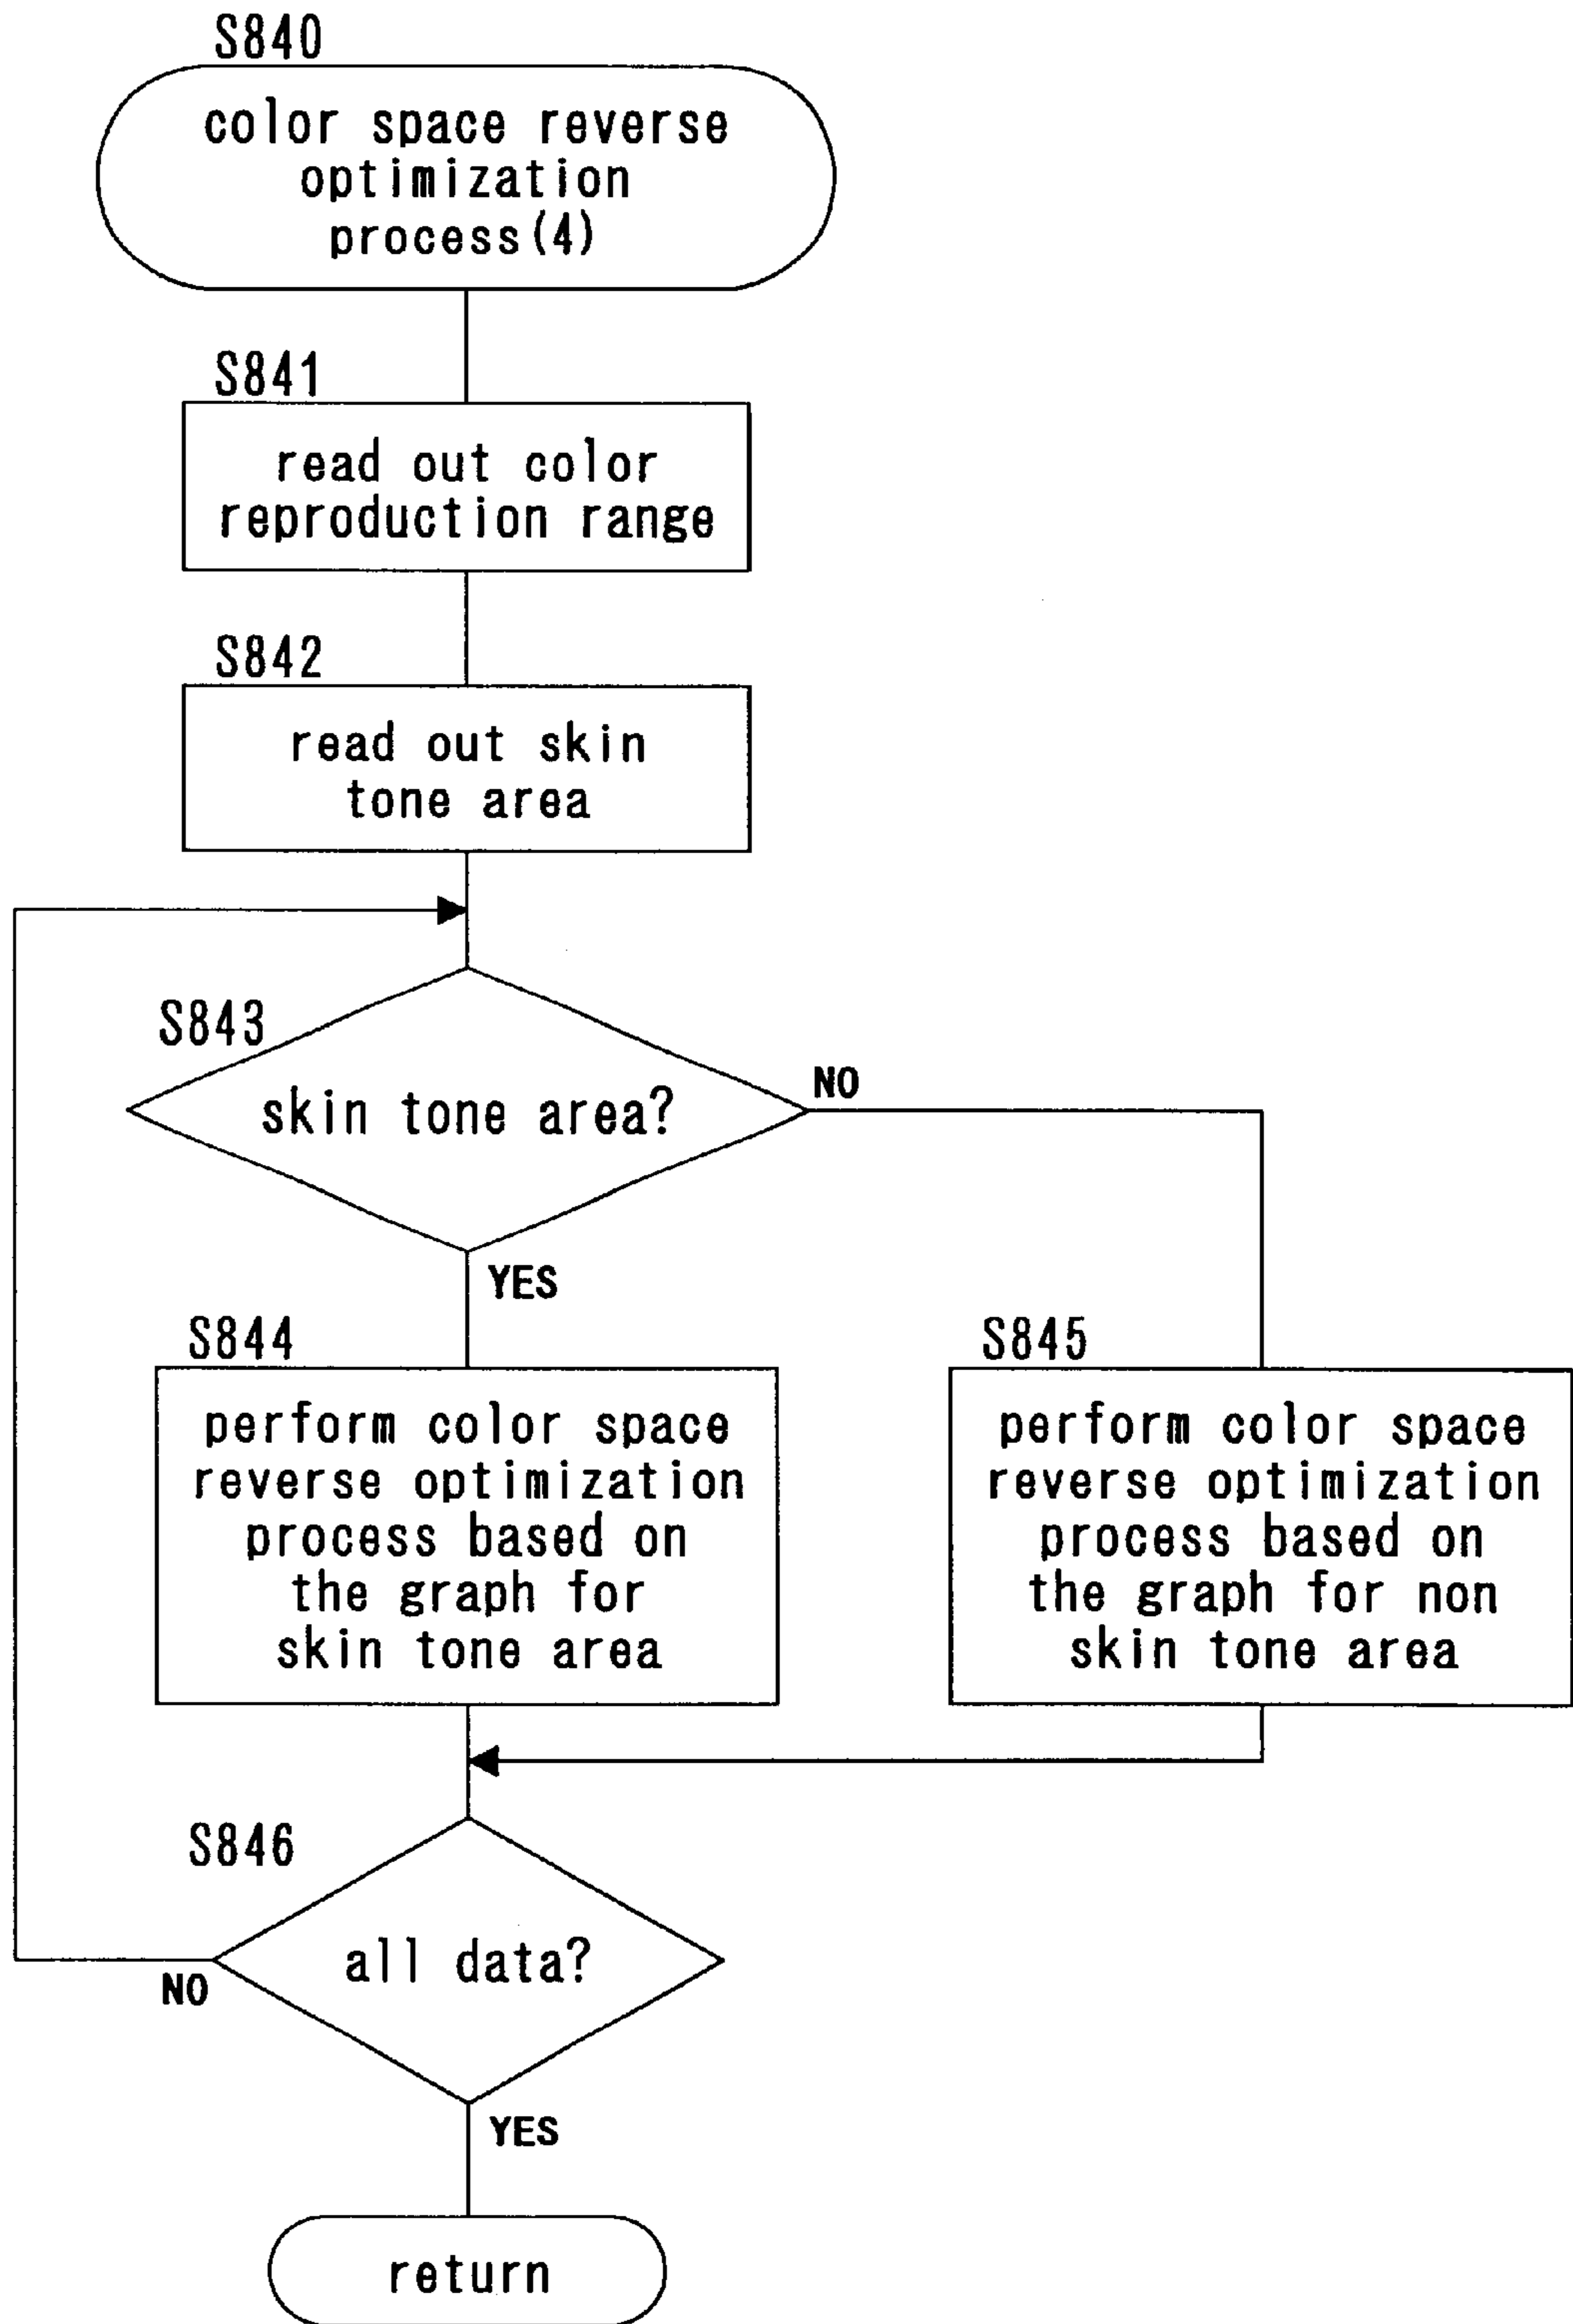 S840
color space reverse
optimization
process(4)
S841
read out color
reproduction range
S842
read out skin
tone area
S843
skin tone area?
NO
YES
S844
perform color space
reverse optimization
process based on
the graph for
skin tone area
S845
perform color space
reverse optimization
process based on
the graph for non
skin tone area
S846
all data?
NO
YES
return